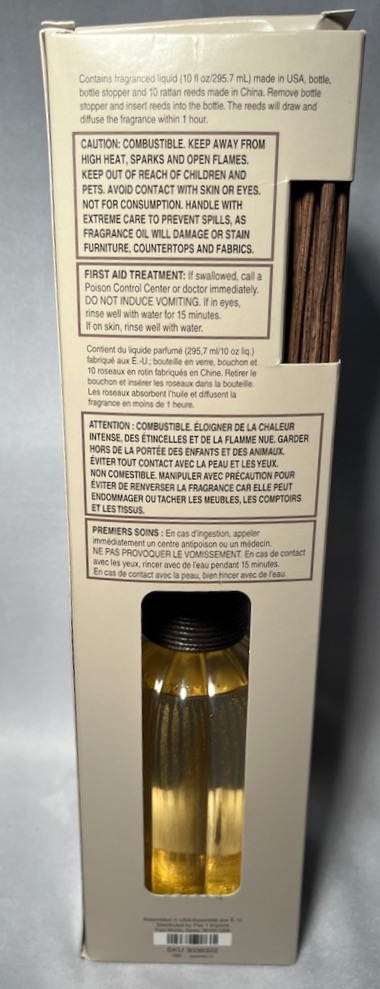 Contains fragranced liquid (10 fl oz/295.7 mL) made in USA, bottle,
bottle stopper and 10 rattan reeds made in China. Remove bottle
stopper and insert reeds into the bottle. The reeds will draw and
diffuse the fragrance within 1 hour.
CAUTION: COMBUSTIBLE. KEEP AWAY FROM
HIGH HEAT, SPARKS AND OPEN FLAMES.
KEEP OUT OF REACH OF CHILDREN AND
PETS. AVOID CONTACT WITH SKIN OR EYES.
NOT FOR CONSUMPTION. HANDLE WITH
EXTREME CARE TO PREVENT SPILLS, AS
FRAGRANCE OIL WILL DAMAGE OR STAIN
FURNITURE, COUNTERTOPS AND FABRICS.
FIRST AID TREATMENT: If swallowed, call a
Poison Control Center or doctor immediately.
DO NOT INDUCE VOMITING. If in eyes,
rinse well with water for 15 minutes.
If on skin, rinse well with water.
Contient du liquide parfumé (295,7 ml/10 oz liq.)
fabriqué aux É.-U.; bouteille en verre, bouchon et
10 roseaux en rotin fabriqués en Chine. Retirer le
bouchon et insérer les roseaux dans la bouteille.
Les roseaux absorbent l'huile et diffusent la
fragrance en moins de 1 heure.
ATTENTION : COMBUSTIBLE. ÉLOIGNER DE LA CHALEUR
INTENSE, DES ÉTINCELLES ET DE LA FLAMME NUE. GARDER
HORS DE LA PORTÉE DES ENFANTS ET DES ANIMAUX.
ÉVITER TOUT CONTACT AVEC LA PEAU ET LES YEUX.
NON COMESTIBLE. MANIPULER AVEC PRÉCAUTION POUR
ÉVITER DE RENVERSER LA FRAGRANCE CAR ELLE PEUT
ENDOMMAGER OU TACHER LES MEUBLES, LES COMPTOIRS
ET LES TISSUS.
PREMIERS SOINS : En cas d'ingestion, appeler
immédiatement un centre antipoison ou un médecin.
NE PAS PROVOQUER LE VOMISSEMENT. En cas de contact
avec les yeux, rincer avec de l'eau pendant 15 minutes.
En cas de contact avec la peau, bien rincer avec de l'eau.
Distributed by Pier 1 Imports
SKU